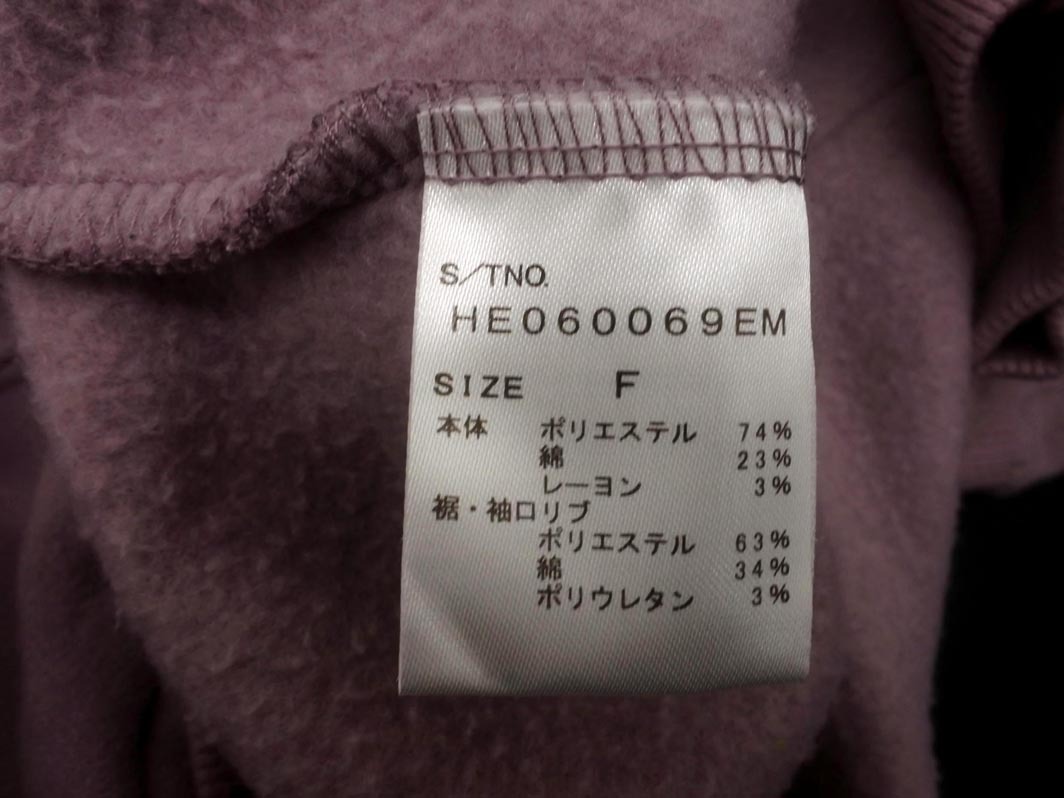 S/TNO.
HE060069EM
SIZE F
本体 ポリエステル 74%
綿 23%
レーヨン 3%
裾・袖口リブ
ポリエステル 63%
綿 34%
ポリウレタン 3%